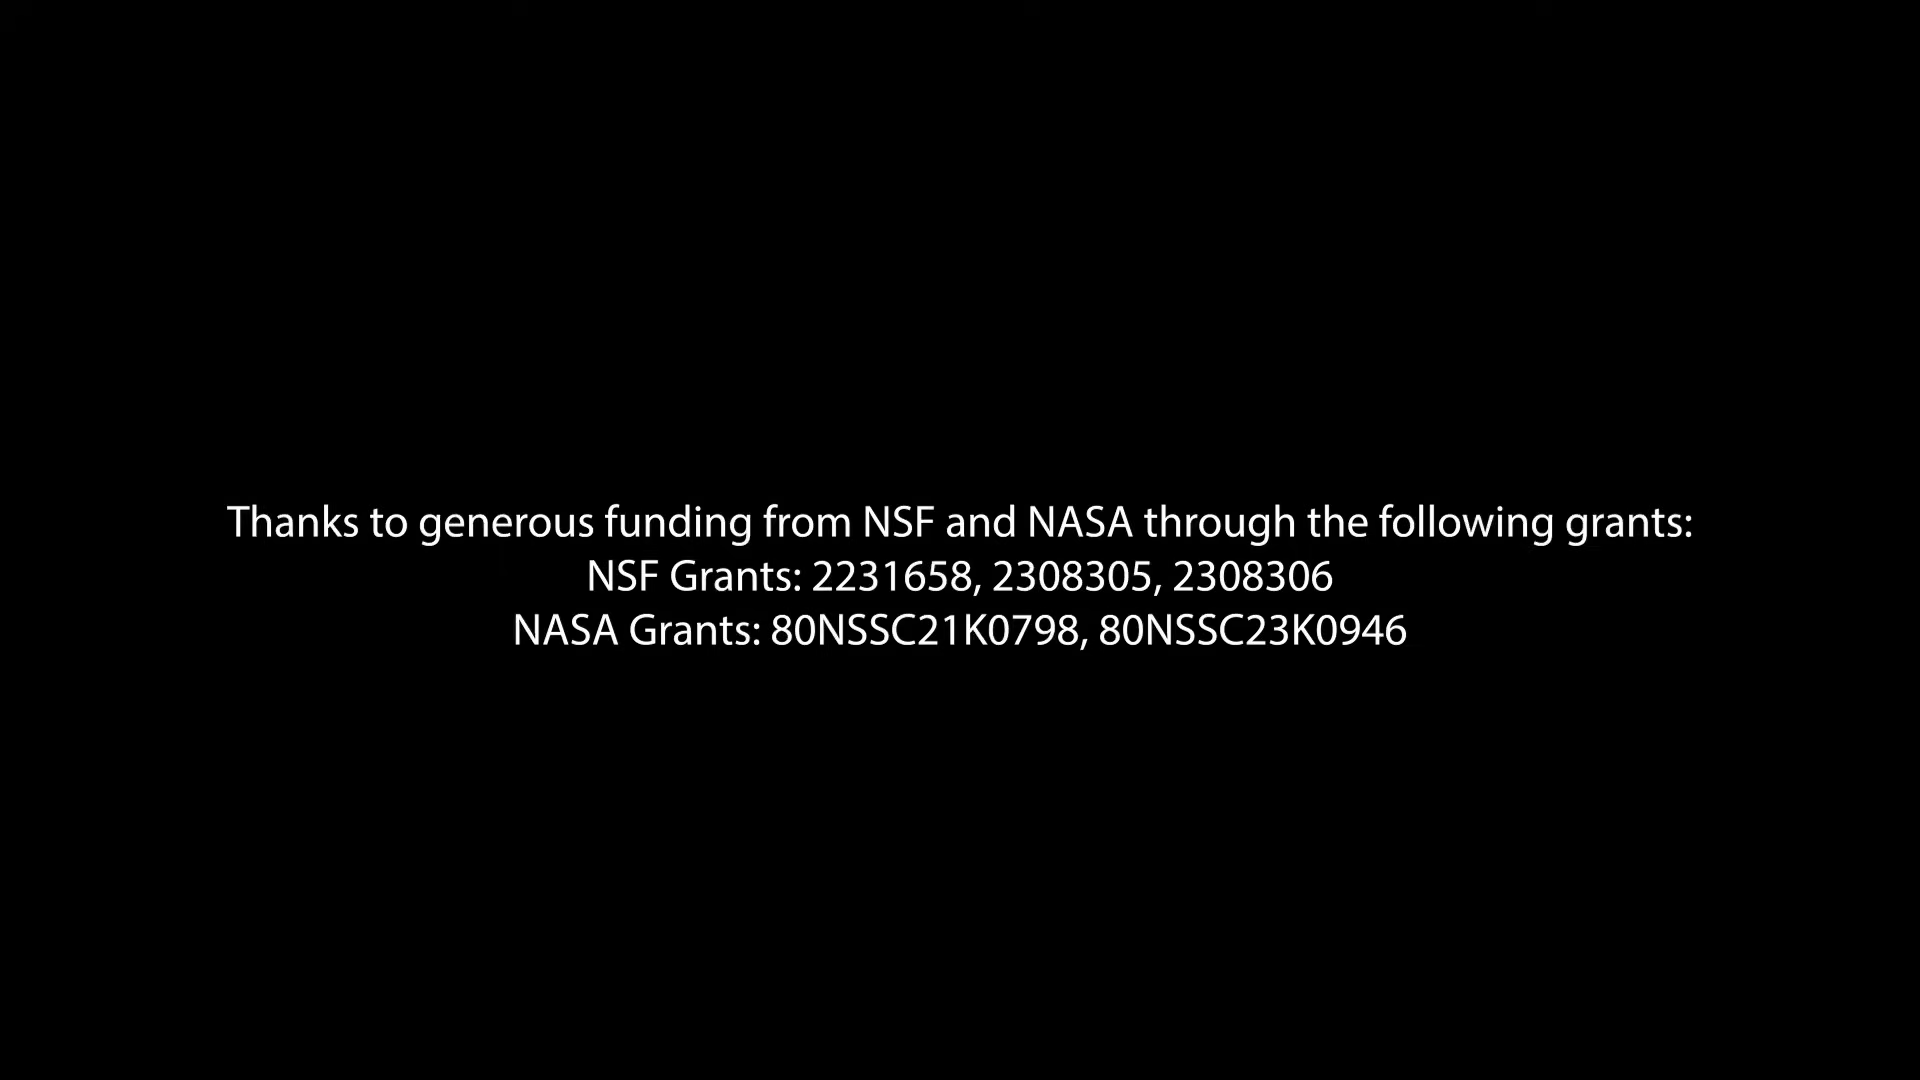 Thanks to generous funding from NSF and NASA through the following grants:
NSF Grants: 2231658, 2308305, 2308306
NASA Grants: 80NSSC21K0798, 80NSSC23K0946